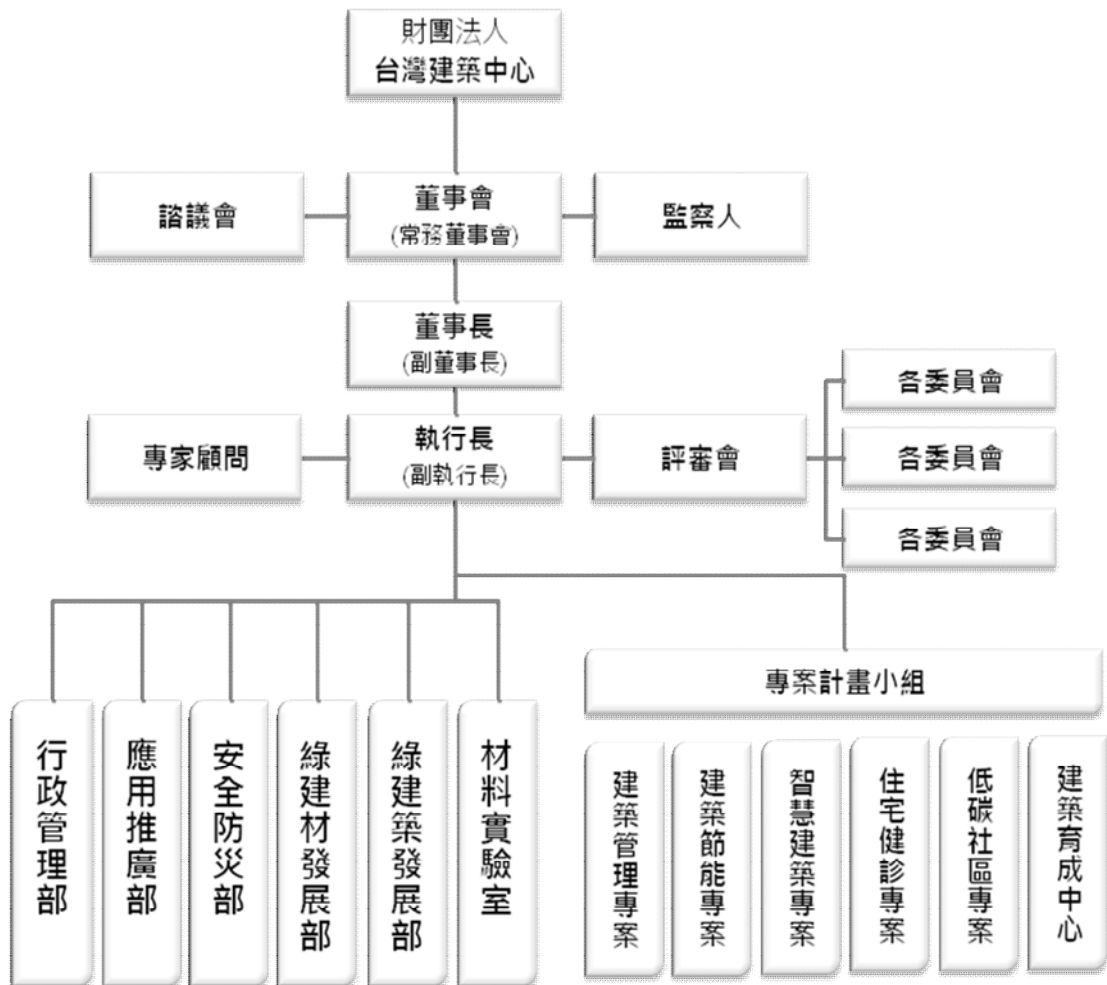 財團法人
台灣建築中心
諮議會
董事會
(常務董事會)
監察人
董事長
(副董事長)
各委員會
專家顧問
執行長
(副執行長)
評審會
各委員會
各委員會
專案計畫小組
行政管理部
應用推廣部
安全防災部
綠建材發展部
綠建築發展部
材料實驗室
建築管理專案
建築節能專案
智慧建築專案
住宅健診專案
低碳社區專案
建築育成中心